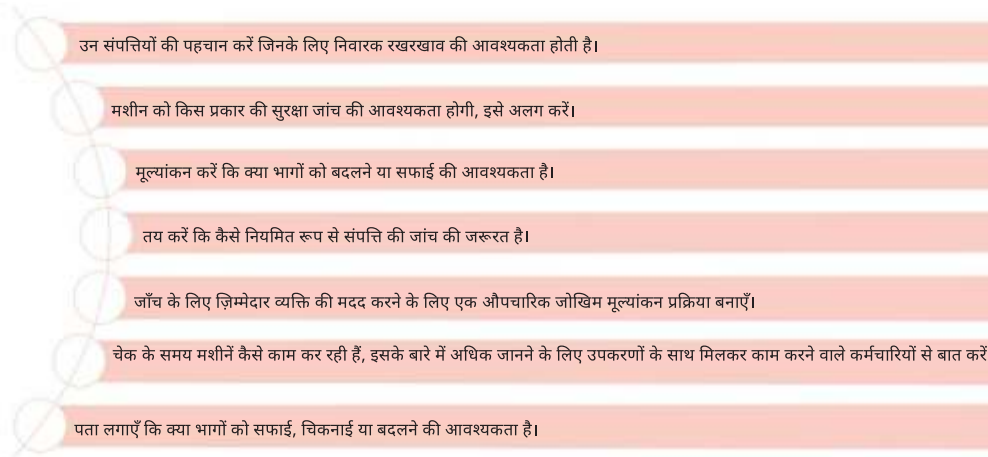 उन संपत्तियों की पहचान करें जिनके लिए निवारक रखरखाव की आवश्यकता होती है।
मशीन को किस प्रकार की सुरक्षा जांच की आवश्यकता होगी, इसे अलग करें।
मूल्यांकन करें कि क्या भागों को बदलने या सफाई की आवश्यकता है।
तय करें कि कैसे नियमित रूप से संपत्ति की जांच की जरूरत है।
जाँच के लिए ज़िम्मेदार व्यक्ति की मदद करने के लिए एक औपचारिक जोखिम मूल्यांकन प्रक्रिया बनाएँ।
चेक के समय मशीनें कैसे काम कर रही हैं, इसके बारे में अधिक जानने के लिए उपकरणों के साथ मिलकर काम करने वाले कर्मचारियों से बात करें
पता लगाएँ कि क्या भागों को सफाई, चिकनाई या बदलने की आवश्यकता है।